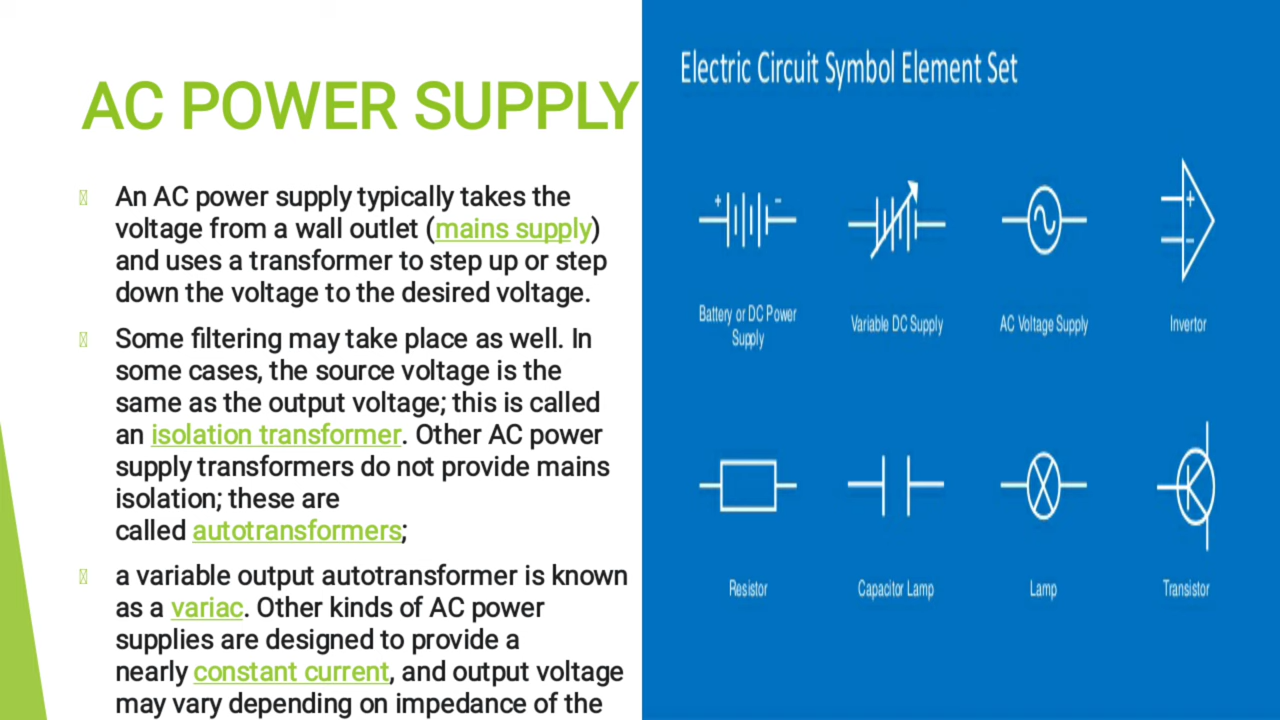 AC POWER SUPPLY
An AC power supply typically takes the
voltage from a wall outlet (mains supply)
and uses a transformer to step up or step
down the voltage to the desired voltage.
Some filtering may take place as well. In
some cases, the source voltage is the
same as the output voltage; this is called
an isolation transformer. Other AC power
supply transformers do not provide mains
isolation; these are
called autotransformers;
a variable output autotransformer is known
as a variac. Other kinds of AC power
supplies are designed to provide a
nearly constant current, and output voltage
may vary depending on impedance of the
Electric Circuit Symbol Element Set
+ −
+
−
Battery or DC Power
Supply
Variable DC Supply
AC Voltage Supply
Invertor
Resistor
Capacitor Lamp
Lamp
Transistor